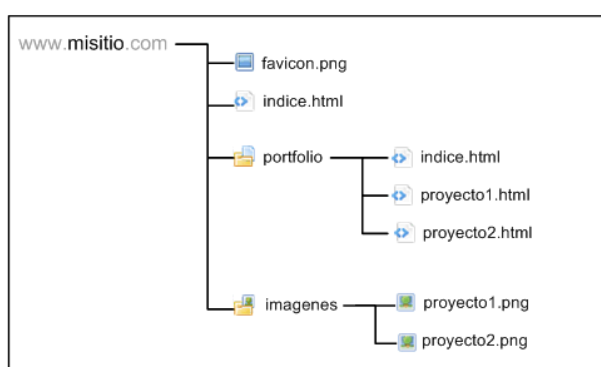 www.misitio.com
favicon.png
indice.html
portfolio
indice.html
proyecto1.html
proyecto2.html
imagenes
proyecto1.png
proyecto2.png